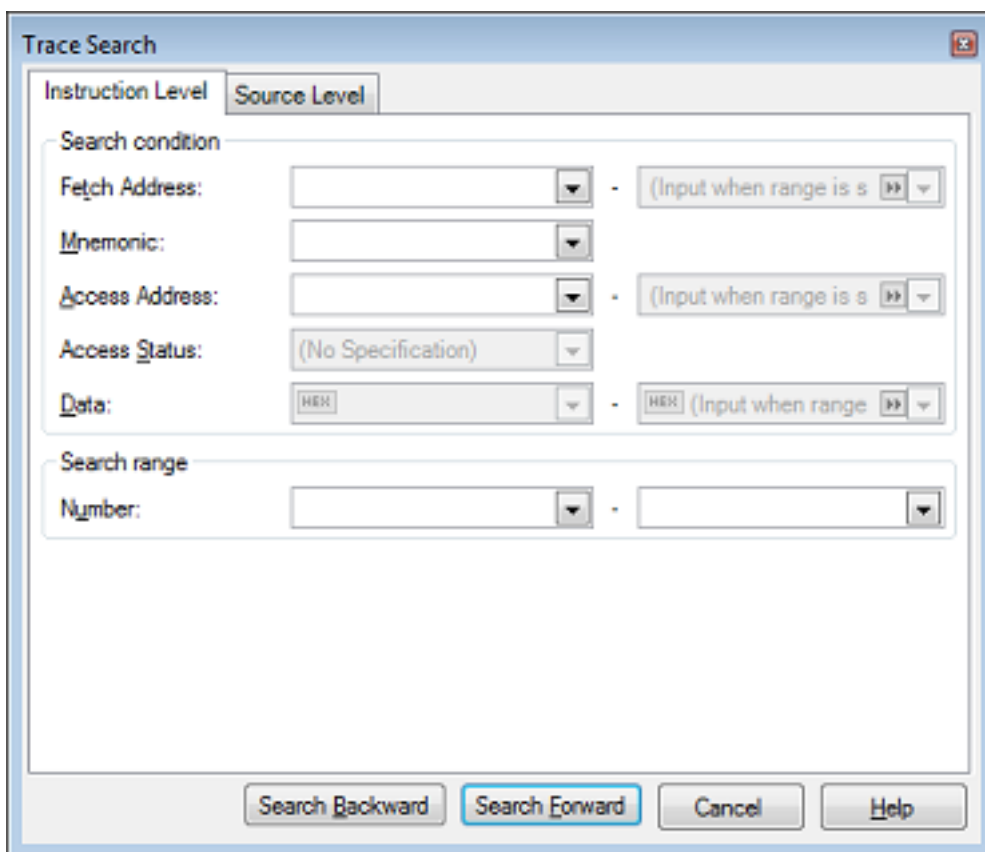 Trace Search
Instruction Level Source Level
Search condition
Fetch Address: - (Input when range is s
Mnemonic:
Access Address: - (Input when range is s
Access Status: (No Specification)
Data: HEX - HEX (Input when range
Search range
Number: -
Search Backward Search Forward Cancel Help